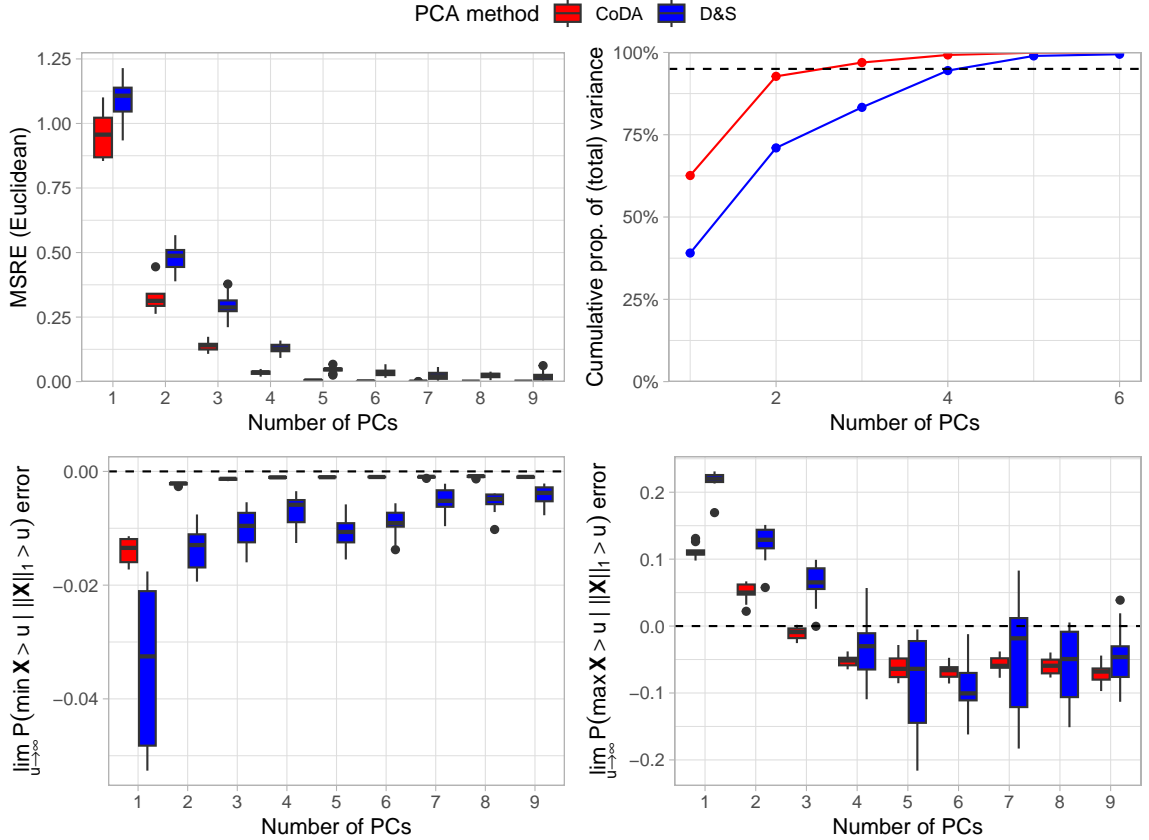 PCA method CoDA D&S
MSRE (Euclidean)
1.25
1.00
0.75
0.50
0.25
0.00
1 2 3 4 5 6 7 8 9
Number of PCs
Cumulative prop. of (total) variance
100%
75%
50%
25%
0%
2 4 6
Number of PCs
lim u→∞ P(min X > u | ||X||₁ > u) error
0.00
−0.02
−0.04
1 2 3 4 5 6 7 8 9
Number of PCs
lim u→∞ P(max X > u | ||X||₁ > u) error
0.2
0.1
0.0
−0.1
−0.2
1 2 3 4 5 6 7 8 9
Number of PCs